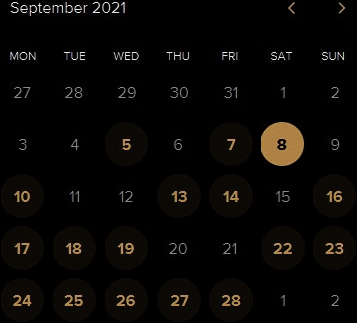 September 2021
MON TUE WED THU FRI SAT SUN
27 28 29 30 31 1 2
3 4 5 6 7 8 9
10 11 12 13 14 15 16
17 18 19 20 21 22 23
24 25 26 27 28 1 2